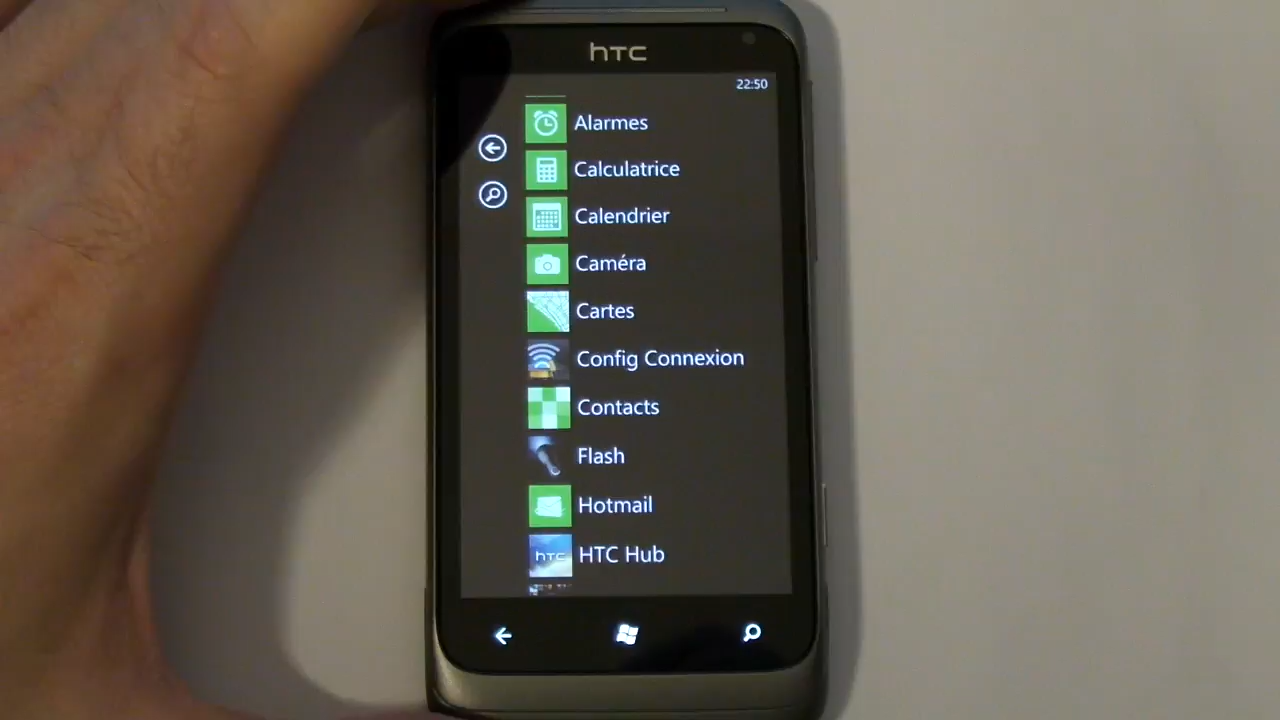 hTC
22:50
Alarmes
Calculatrice
Calendrier
Caméra
Cartes
Config Connexion
Contacts
Flash
Hotmail
hTC
HTC Hub